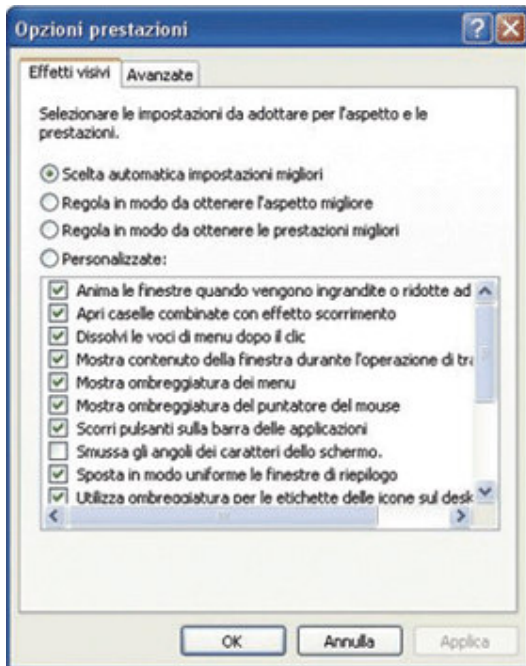 Opzioni prestazioni
Effetti visivi
Avanzate
Selezionare le impostazioni da adottare per l'aspetto e le
prestazioni.
Scelta automatica impostazioni migliori
Regola in modo da ottenere l'aspetto migliore
Regola in modo da ottenere le prestazioni migliori
Personalizzate:
Anima le finestre quando vengono ingrandite o ridotte ad
Apri caselle combinate con effetto scorrimento
Dissolvi le voci di menu dopo il clic
Mostra contenuto della finestra durante l'operazione di tra
Mostra ombreggiatura dei menu
Mostra ombreggiatura del puntatore del mouse
Scorri pulsanti sulla barra delle applicazioni
Smussa gli angoli dei caratteri dello schermo.
Sposta in modo uniforme le finestre di riepilogo
Utilizza ombreggiatura per le etichette delle icone sul desk
OK
Annulla
Applica